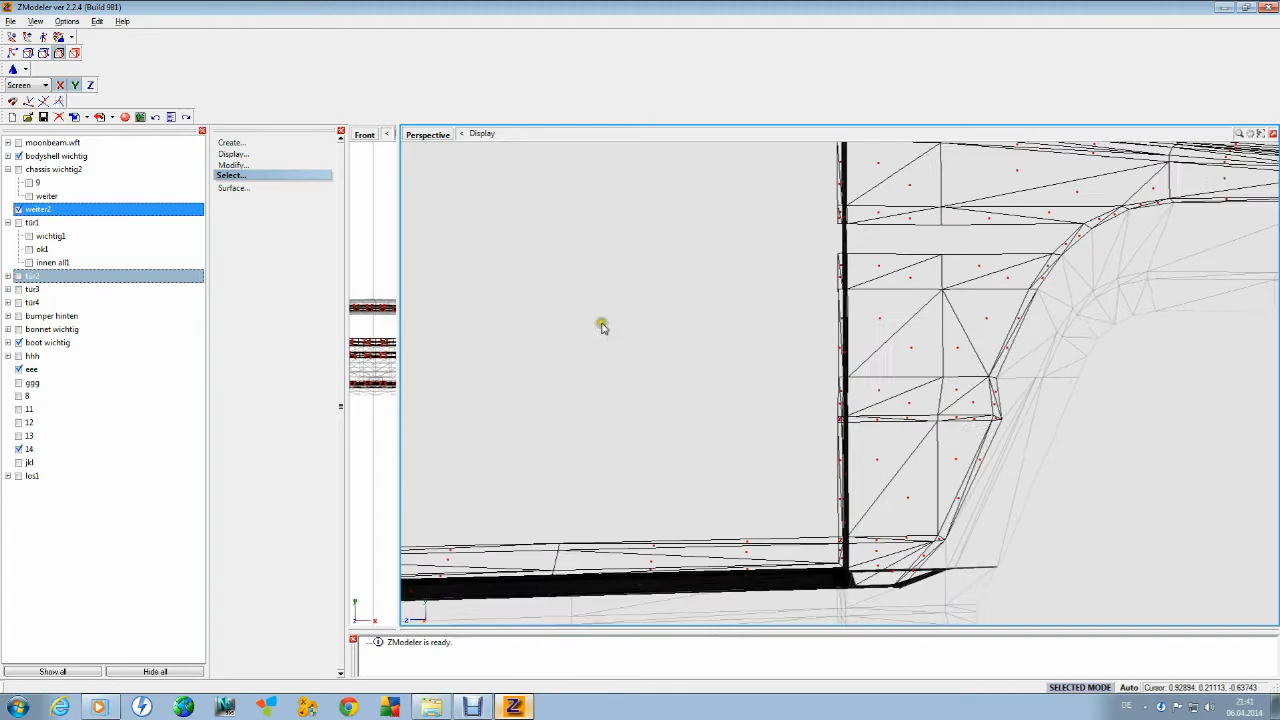 ZModeler ver 2.2.4 (Build 981)
File View Options Edit Help
Screen X Y Z
moonbeam.wft
bodyshell wichtig
chassis wichtig2
9
weiter
weiter2
tür1
wichtig1
ok1
innen all1
tür2
tür3
tür4
bumper hinten
bonnet wichtig
boot wichtig
hhh
eee
ggg
8
11
12
13
14
jkl
los1
Show all Hide all
Create...
Display...
Modify...
Select...
Surface...
Front <
Perspective < Display
y
x
z
ZModeler is ready.
SELECTED MODE Auto Cursor: 0.92894, 0.21113, -0.63743
DE
21:41
06.04.2014